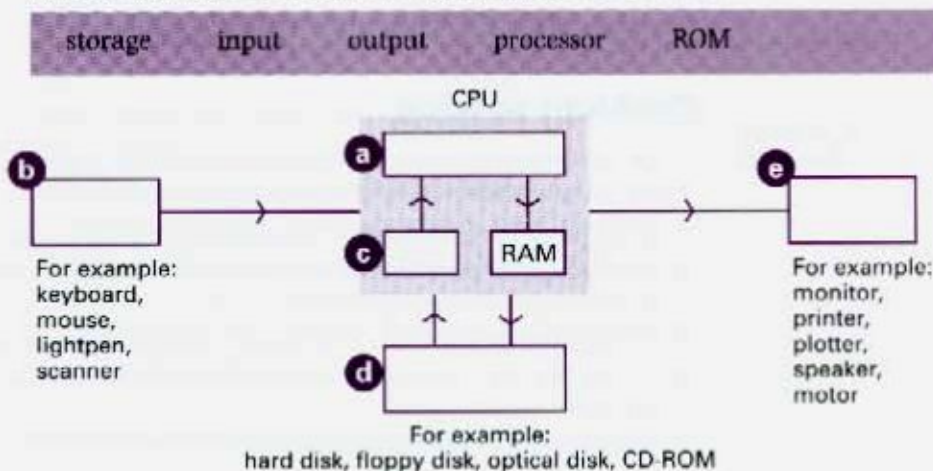 storage input output processor ROM
CPU
a
b
e
c
RAM
For example:
keyboard,
mouse,
lightpen,
scanner
For example:
monitor,
printer,
plotter,
speaker,
motor
d
For example:
hard disk, floppy disk, optical disk, CD-ROM